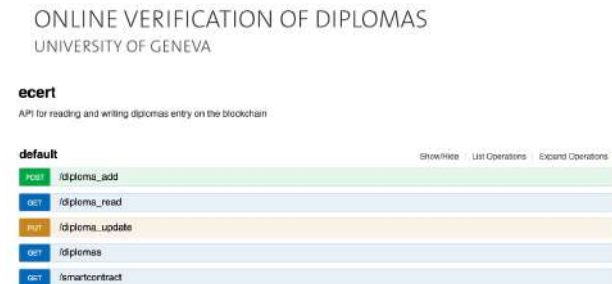 ONLINE VERIFICATION OF DIPLOMAS
UNIVERSITY OF GENEVA
ecert
API for reading and writing diplomas entry on the blockchain
default Show/Hide List Operations Expand Operations
POST /diploma_add
GET /diploma_read
PUT /diploma_update
GET /diplomas
GET /smartcontract